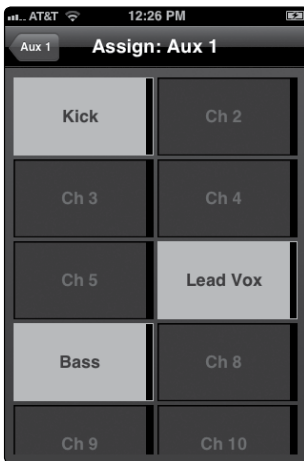 AT&T 12:26 PM
Aux 1 Assign: Aux 1
Kick Ch 2
Ch 3 Ch 4
Ch 5 Lead Vox
Bass Ch 8
Ch 9 Ch 10